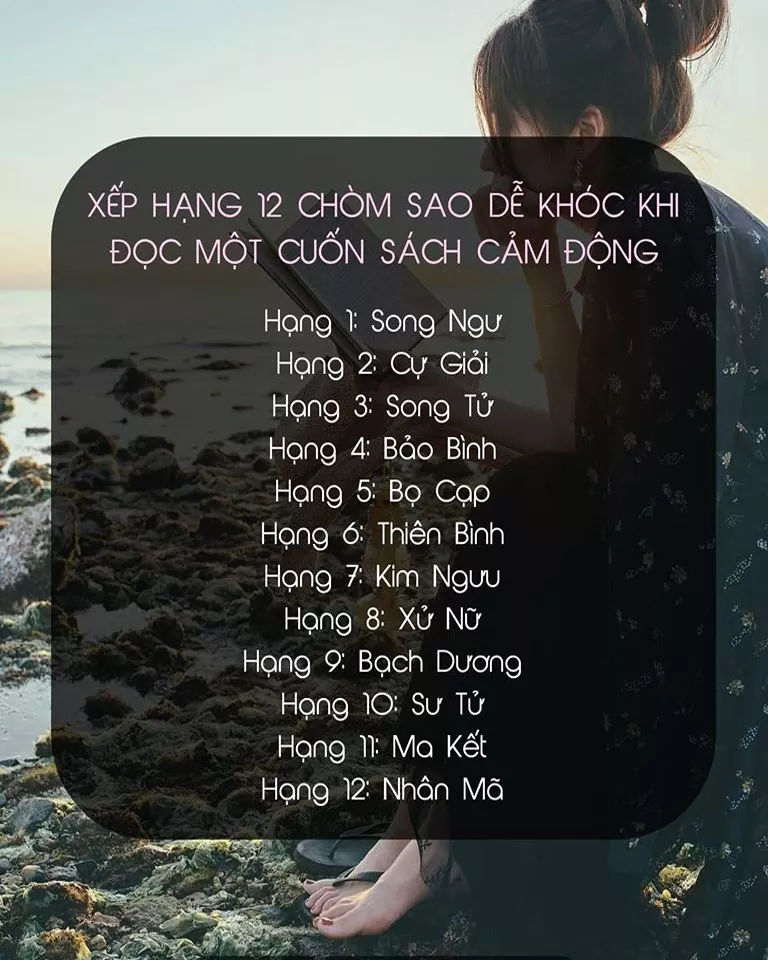 XẾP HẠNG 12 CHÒM SAO DỄ KHÓC KHI
ĐỌC MỘT CUỐN SÁCH CẢM ĐỘNG
Hạng 1: Song Ngư
Hạng 2: Cự Giải
Hạng 3: Song Tử
Hạng 4: Bảo Bình
Hạng 5: Bọ Cạp
Hạng 6: Thiên Bình
Hạng 7: Kim Ngưu
Hạng 8: Xử Nữ
Hạng 9: Bạch Dương
Hạng 10: Sư Tử
Hạng 11: Ma Kết
Hạng 12: Nhân Mã